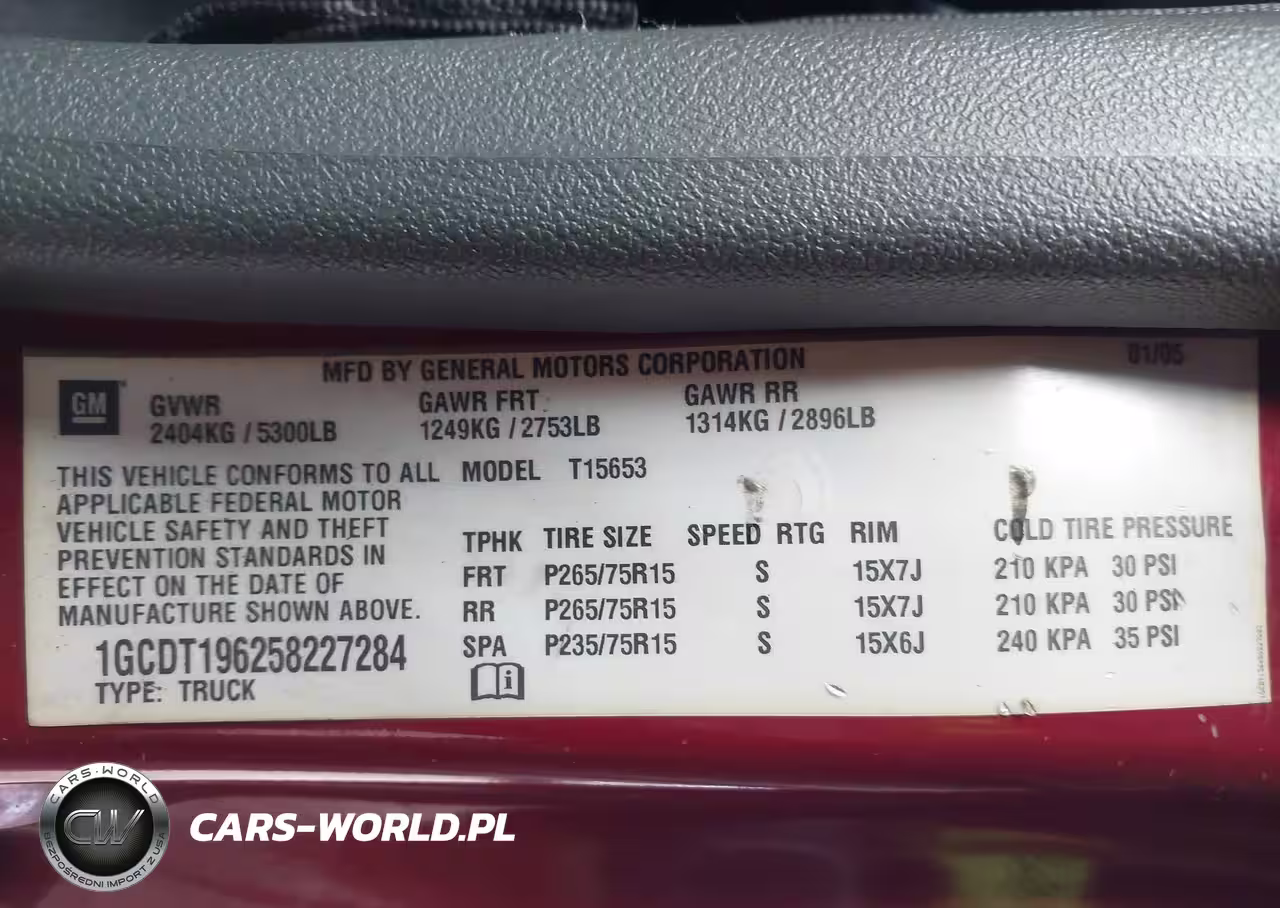 MFD BY GENERAL MOTORS CORPORATION 01/05
GM GVWR GAWR FRT GAWR RR
2404KG / 5300LB 1249KG / 2753LB 1314KG / 2896LB
THIS VEHICLE CONFORMS TO ALL MODEL T15653
APPLICABLE FEDERAL MOTOR
VEHICLE SAFETY AND THEFT
PREVENTION STANDARDS IN
EFFECT ON THE DATE OF
MANUFACTURE SHOWN ABOVE.
1GCDT196258227284
TYPE: TRUCK
TPHK TIRE SIZE SPEED RTG RIM COLD TIRE PRESSURE
FRT P265/75R15 S 15X7J 210 KPA 30 PSI
RR P265/75R15 S 15X7J 210 KPA 30 PSI
SPA P235/75R15 S 15X6J 240 KPA 35 PSI
i
CARS-WORLD
CW
BEZPOŚREDNI IMPORT Z USA
CARS-WORLD.PL